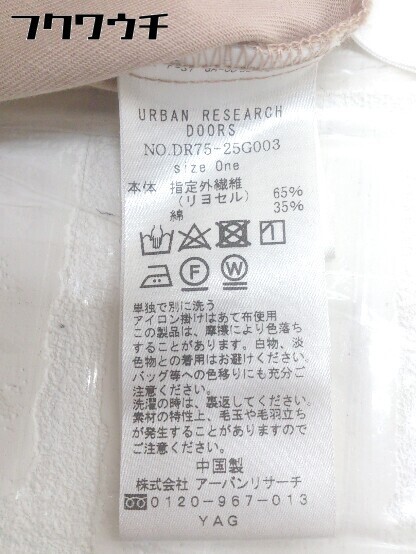 フクワウチ
URBAN RESEARCH
DOORS
NO.DR75-25G003
size One
本体 指定外繊維
(リヨセル) 65%
綿 35%
単独で別に洗う
アイロン掛けはあて布使用
この製品は、摩擦により色落ち
することがあります。白物、淡
色物との着用はお避けください。
バッグ等への色移りにも充分ご
注意ください。
洗濯の時は、裏返してください。
素材の特性上、毛玉や毛羽立ち
が発生することがありますので
ご注意ください。
中国製
株式会社 アーバンリサーチ
0120-967-013
YAG